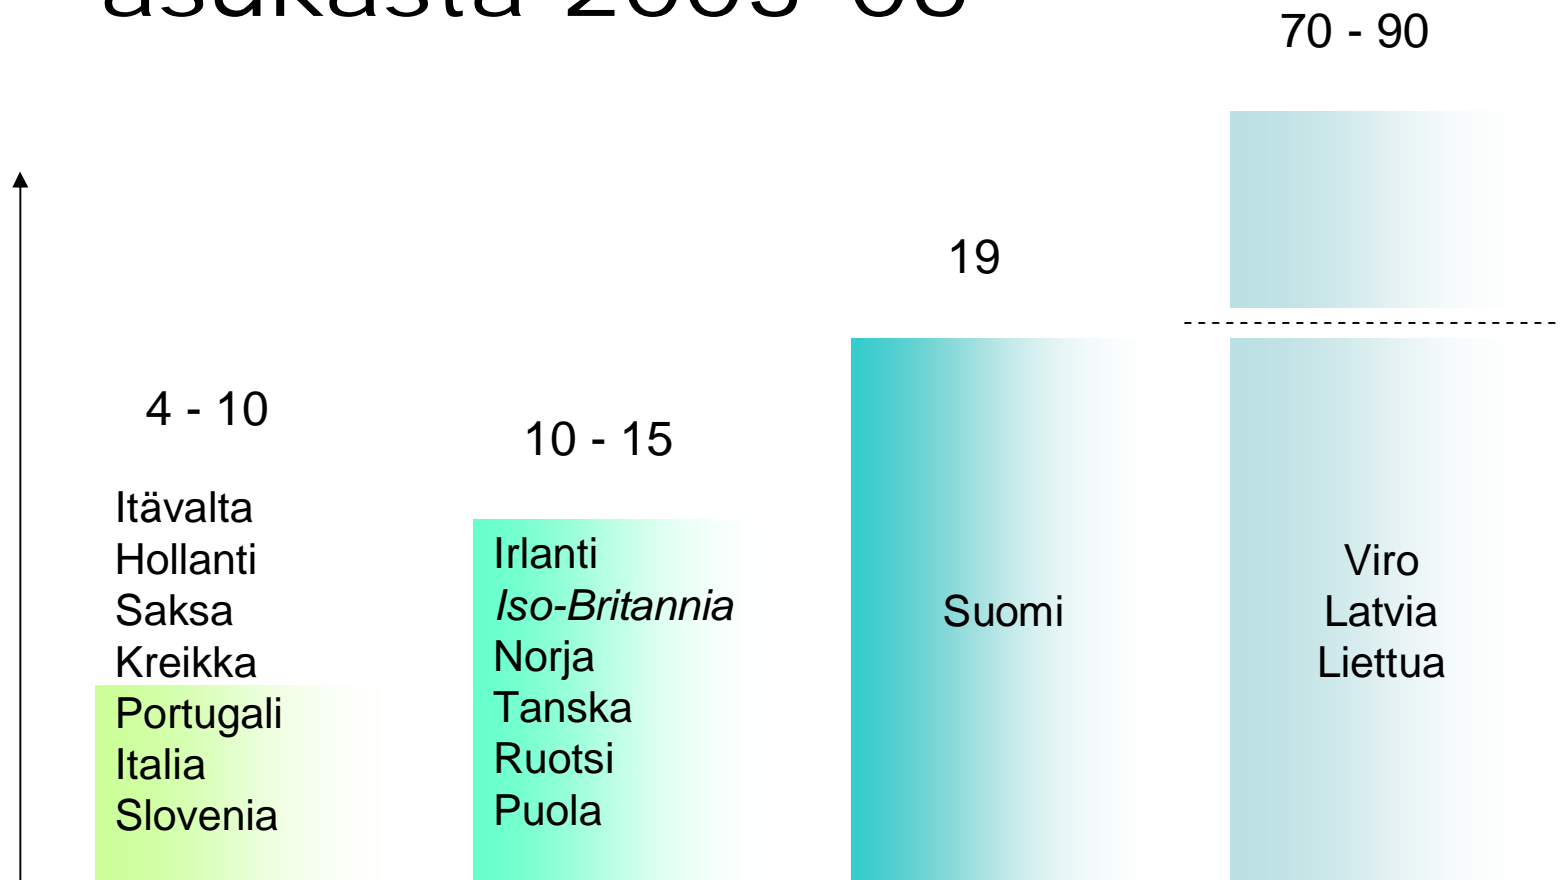 70 - 90
19
4 - 10
10 - 15
Itävalta
Hollanti
Saksa
Kreikka
Portugali
Italia
Slovenia
Irlanti
Iso-Britannia
Norja
Tanska
Ruotsi
Puola
Suomi
Viro
Latvia
Liettua